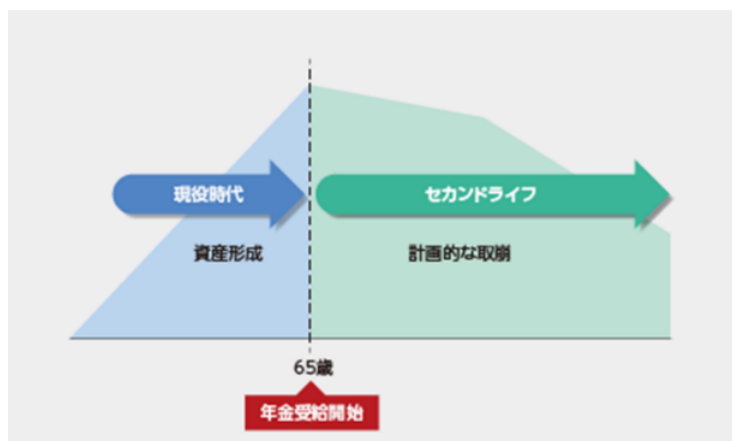 現役時代
セカンドライフ
資産形成
計画的な取崩
65歳
年金受給開始